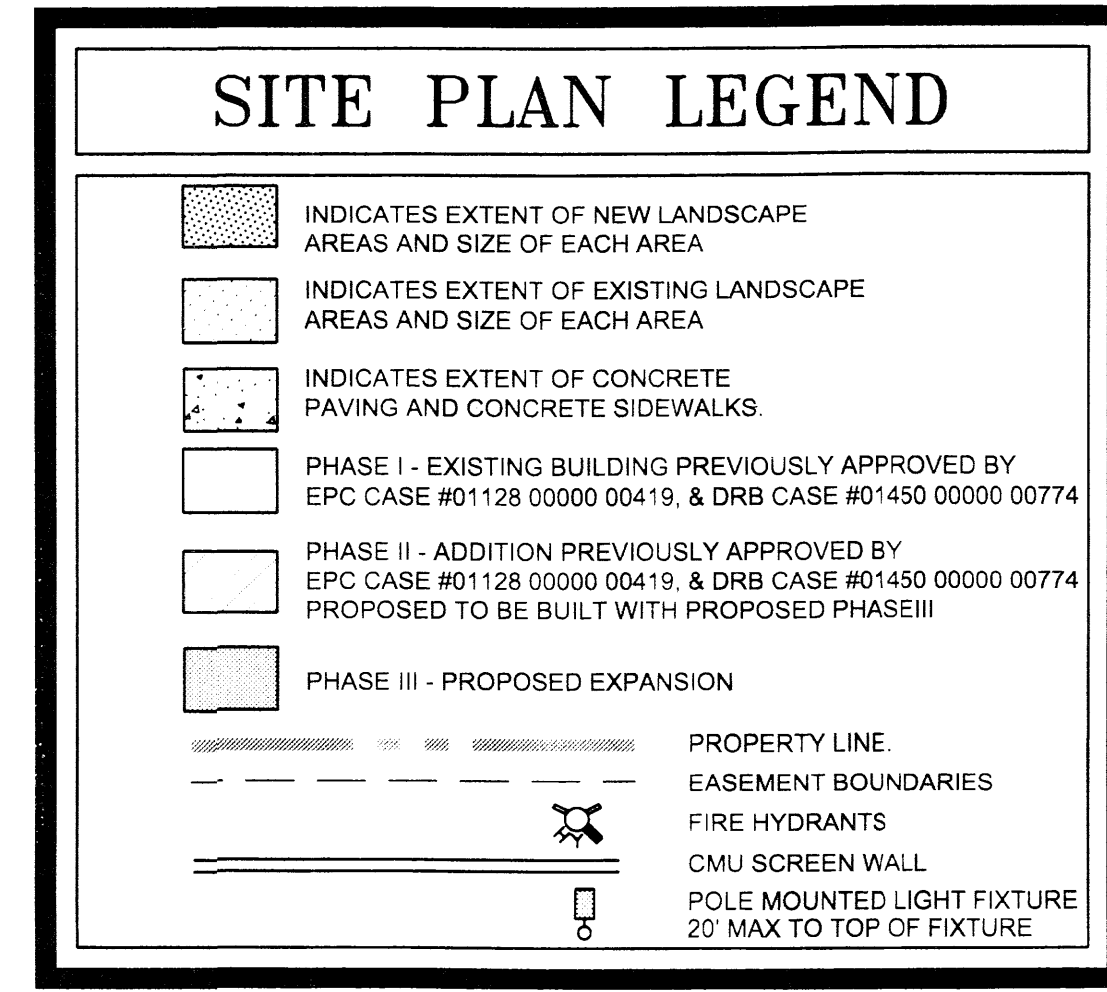 SITE PLAN LEGEND
INDICATES EXTENT OF NEW LANDSCAPE
AREAS AND SIZE OF EACH AREA
INDICATES EXTENT OF EXISTING LANDSCAPE
AREAS AND SIZE OF EACH AREA
INDICATES EXTENT OF CONCRETE
PAVING AND CONCRETE SIDEWALKS.
PHASE I - EXISTING BUILDING PREVIOUSLY APPROVED BY
EPC CASE #01128 00000 00419, & DRB CASE #01450 00000 00774
PHASE II - ADDITION PREVIOUSLY APPROVED BY
EPC CASE #01128 00000 00419, & DRB CASE #01450 00000 00774
PROPOSED TO BE BUILT WITH PROPOSED PHASEIII
PHASE III - PROPOSED EXPANSION
PROPERTY LINE.
EASEMENT BOUNDARIES
FIRE HYDRANTS
CMU SCREEN WALL
POLE MOUNTED LIGHT FIXTURE
20' MAX TO TOP OF FIXTURE